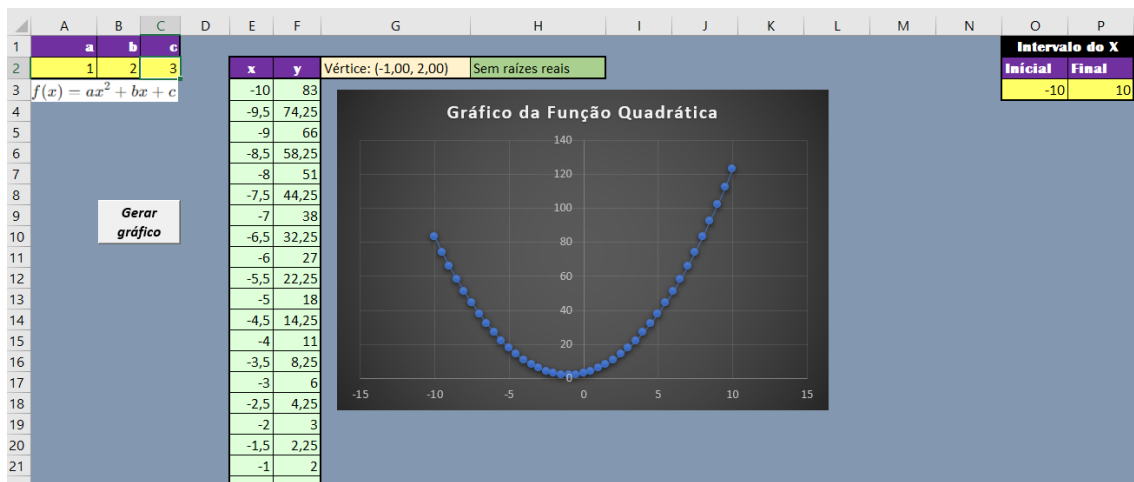 A B C D E F G H I J K L M N O P
1 a b c Intervalo do X
2 1 2 3 x y Vértice: (-1,00, 2,00) Sem raízes reais Inícial Final
3 f(x) = ax² + bx + c -10 83 -10 10
4 -9,5 74,25
5 -9 66
6 -8,5 58,25
7 -8 51
8 -7,5 44,25
9 -7 38
10 -6,5 32,25
11 -6 27
12 -5,5 22,25
13 -5 18
14 -4,5 14,25
15 -4 11
16 -3,5 8,25
17 -3 6
18 -2,5 4,25
19 -2 3
20 -1,5 2,25
21 -1 2
Gerar
gráfico
Gráfico da Função Quadrática
140
120
100
80
60
40
20
0
-15 -10 -5 0 5 10 15